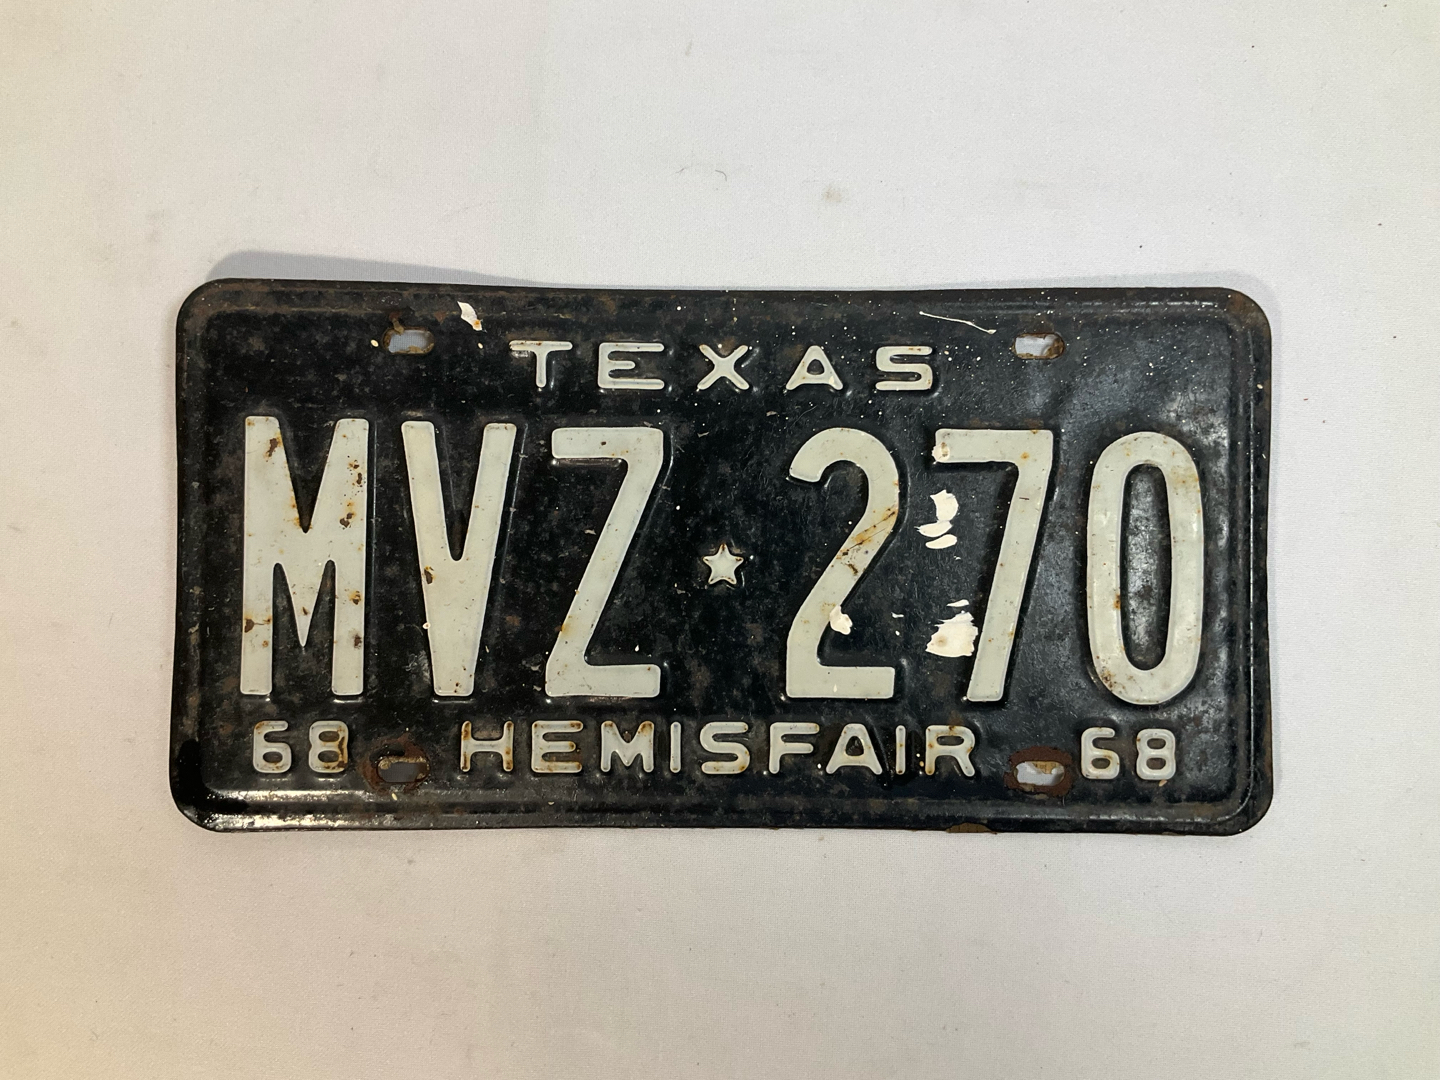 TEXAS
MVZ 270
68 HEMISFAIR 68